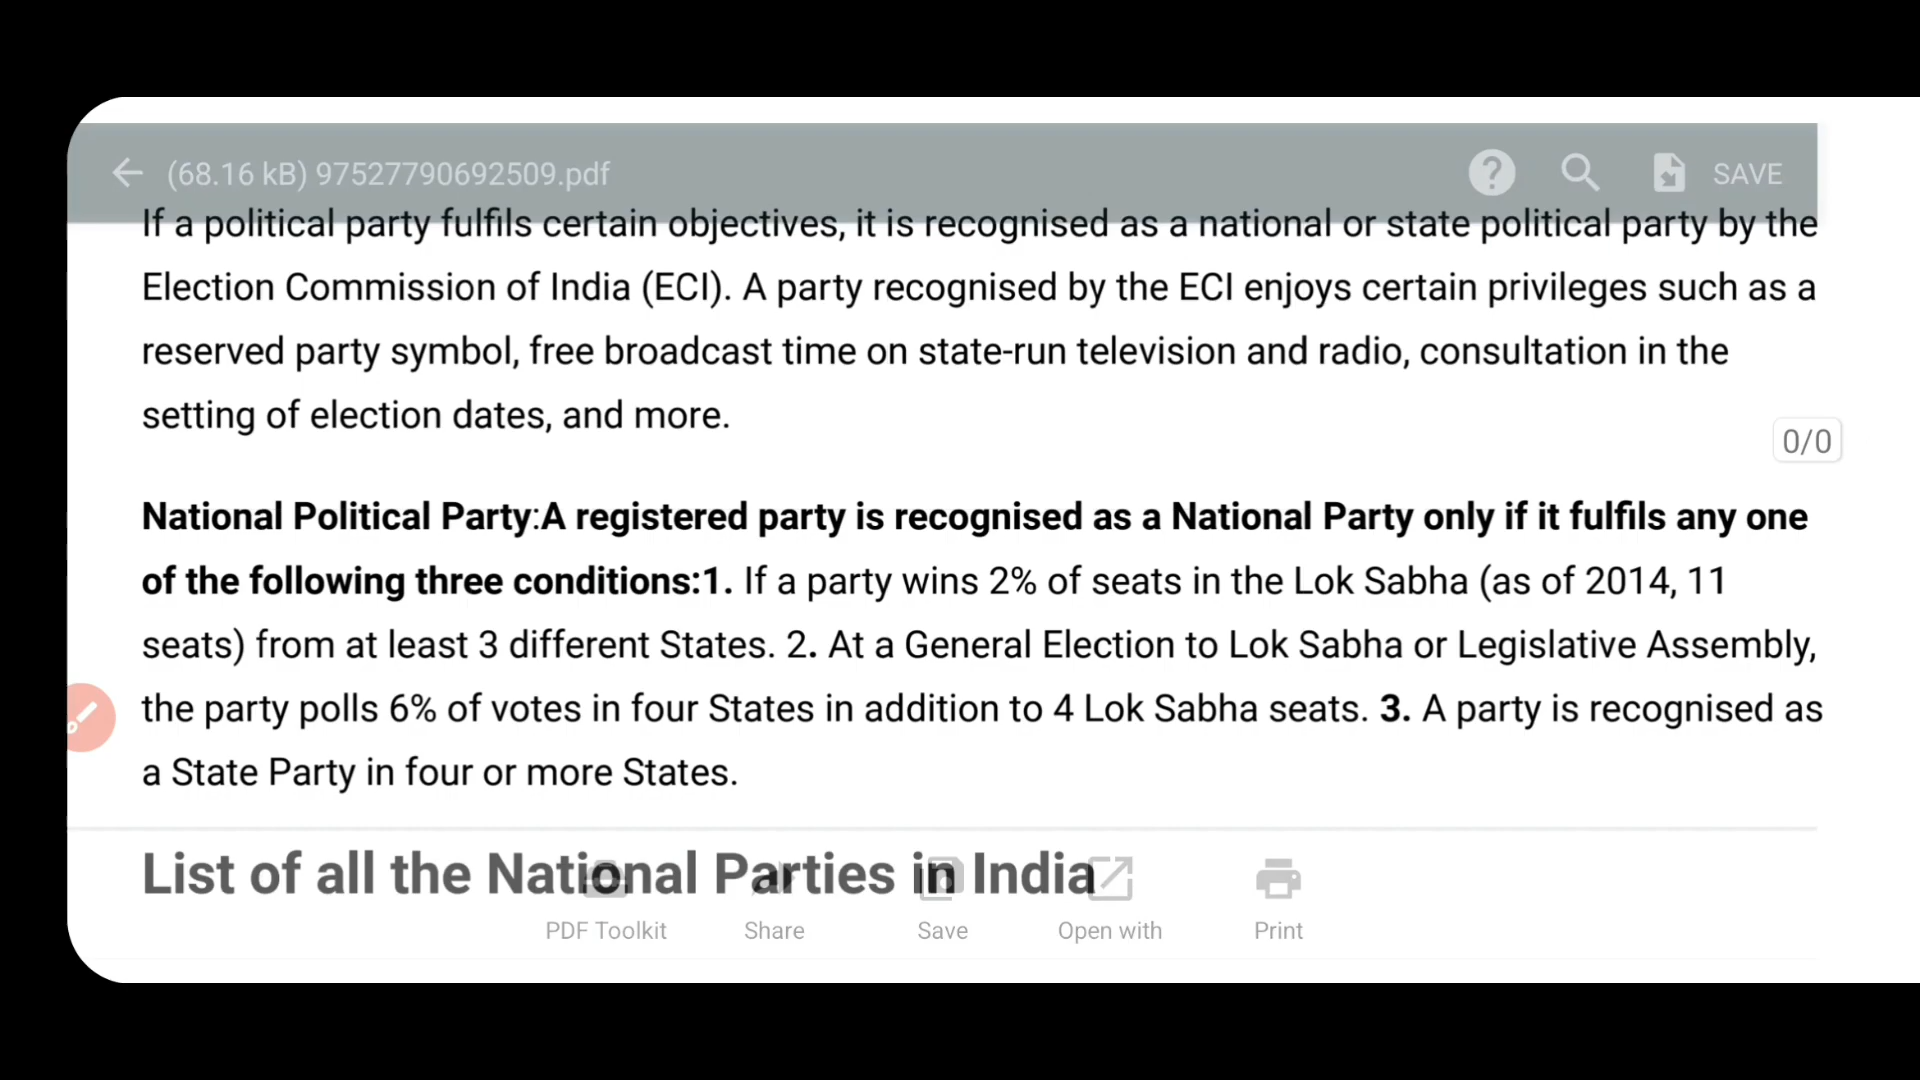 (68.16 kB) 97527790692509.pdf
? SAVE
If a political party fulfils certain objectives, it is recognised as a national or state political party by the
Election Commission of India (ECI). A party recognised by the ECI enjoys certain privileges such as a
reserved party symbol, free broadcast time on state-run television and radio, consultation in the
setting of election dates, and more.
0/0
National Political Party:A registered party is recognised as a National Party only if it fulfils any one
of the following three conditions:1. If a party wins 2% of seats in the Lok Sabha (as of 2014, 11
seats) from at least 3 different States. 2. At a General Election to Lok Sabha or Legislative Assembly,
the party polls 6% of votes in four States in addition to 4 Lok Sabha seats. 3. A party is recognised as
a State Party in four or more States.
List of all the National Parties in India
PDF Toolkit Share Save Open with Print